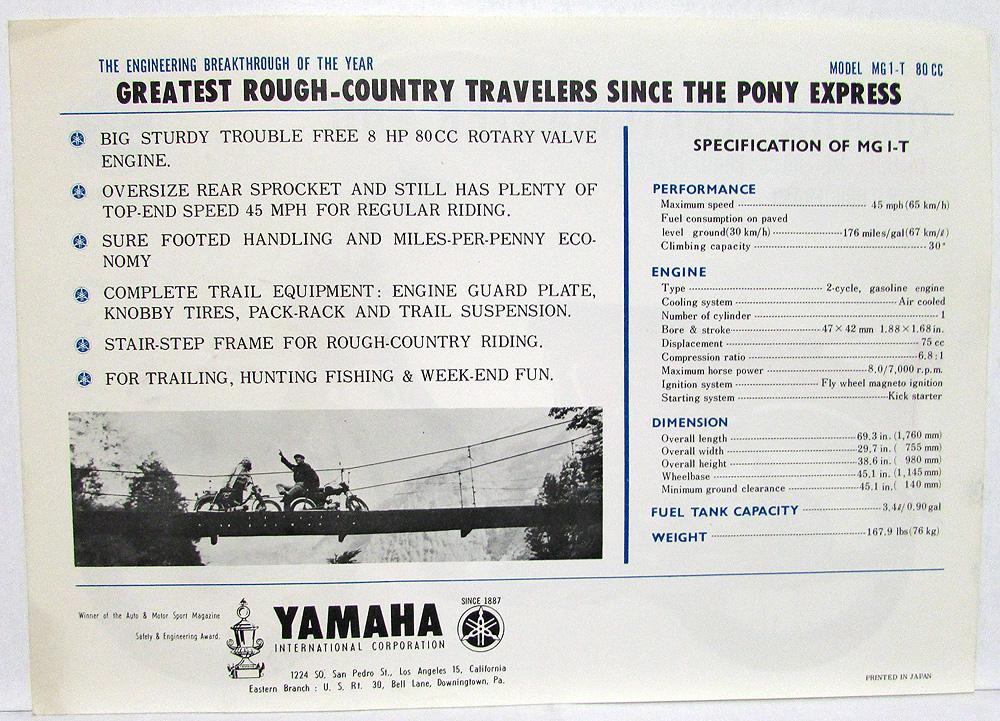 THE ENGINEERING BREAKTHROUGH OF THE YEAR
MODEL MG1-T 80CC
GREATEST ROUGH-COUNTRY TRAVELERS SINCE THE PONY EXPRESS
BIG STURDY TROUBLE FREE 8 HP 80CC ROTARY VALVE
ENGINE.
OVERSIZE REAR SPROCKET AND STILL HAS PLENTY OF
TOP-END SPEED 45 MPH FOR REGULAR RIDING.
SURE FOOTED HANDLING AND MILES-PER-PENNY ECO-
NOMY
COMPLETE TRAIL EQUIPMENT: ENGINE GUARD PLATE,
KNOBBY TIRES, PACK-RACK AND TRAIL SUSPENSION.
STAIR-STEP FRAME FOR ROUGH-COUNTRY RIDING.
FOR TRAILING, HUNTING FISHING & WEEK-END FUN.
SPECIFICATION OF MG1-T
PERFORMANCE
Maximum speed 45 mph(65 km/h)
Fuel consumption on paved
level ground(30 km/h) 176 miles/gal(67 km/ℓ)
Climbing capacity 30°
ENGINE
Type 2-cycle, gasoline engine
Cooling system Air cooled
Number of cylinder 1
Bore & stroke 47×42 mm 1.88×1.68in.
Displacement 75 cc
Compression ratio 6.8:1
Maximum horse power 8.0/7,000 r.p.m.
Ignition system Fly wheel magneto ignition
Starting system Kick starter
DIMENSION
Overall length 69.3 in. (1,760 mm)
Overall width 29.7 in. ( 755 mm)
Overall height 38.6 in. ( 980 mm)
Wheelbase 45.1 in. (1,145 mm)
Minimum ground clearance 45.1 in. ( 140 mm)
FUEL TANK CAPACITY 3.4ℓ/0.90gal
WEIGHT 167.9 lbs(76 kg)
Winner of the Auto & Motor Sport Magazine
Safety & Engineering Award.
YAMAHA
INTERNATIONAL CORPORATION
SINCE 1887
1224 SO. San Pedro St., Los Angeles 15, California
Eastern Branch : U. S. Rt. 30, Bell Lane, Downingtown, Pa.
PRINTED IN JAPAN